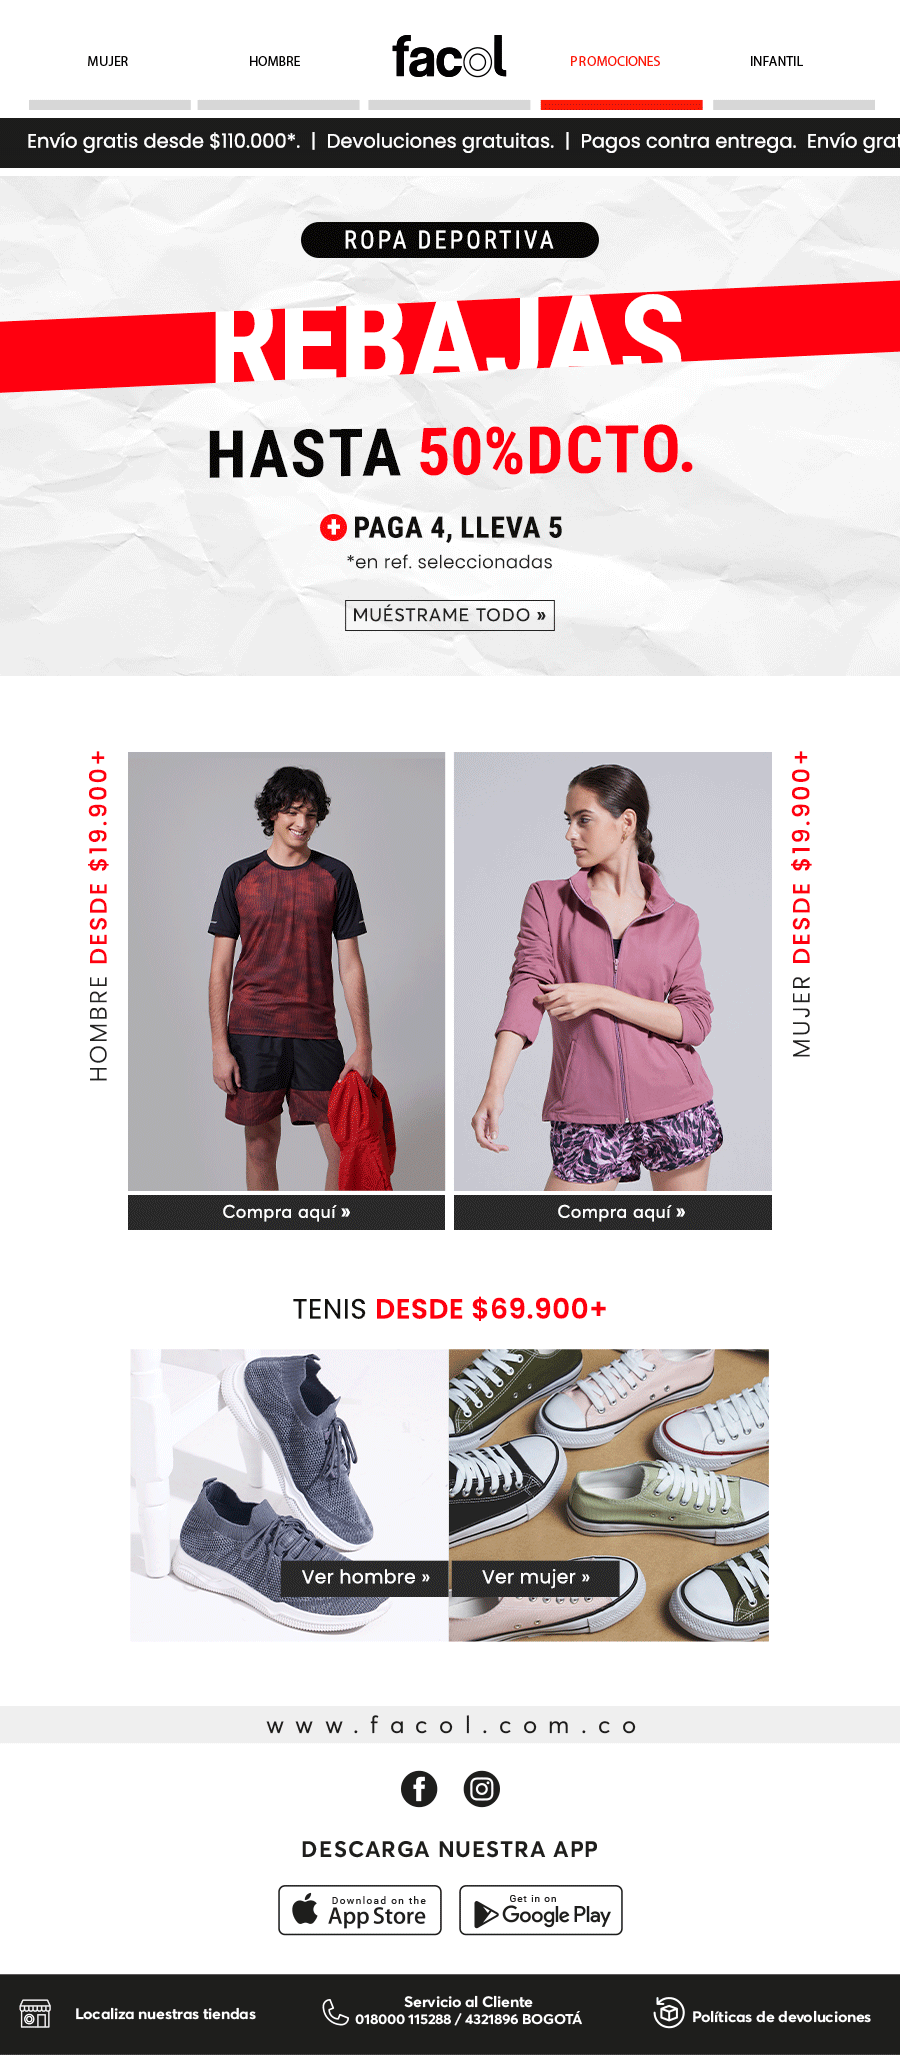 MUJER
HOMBRE
facol
PROMOCIONES
INFANTIL
Envío gratis desde $110.000*. | Devoluciones gratuitas. | Pagos contra entrega. Envío grat
ROPA DEPORTIVA
REBAJAS
HASTA 50%DCTO.
+ PAGA 4, LLEVA 5
*en ref. seleccionadas
MUÉSTRAME TODO »
HOMBRE DESDE $19.900+
MUJER DESDE $19.900+
Compra aquí »
Compra aquí »
TENIS DESDE $69.900+
Ver hombre »
Ver mujer »
www.facol.com.co
DESCARGA NUESTRA APP
Download on the
App Store
Get in on
Google Play
Localiza nuestras tiendas
Servicio al Cliente
018000 115288 / 4321896 BOGOTÁ
Políticas de devoluciones